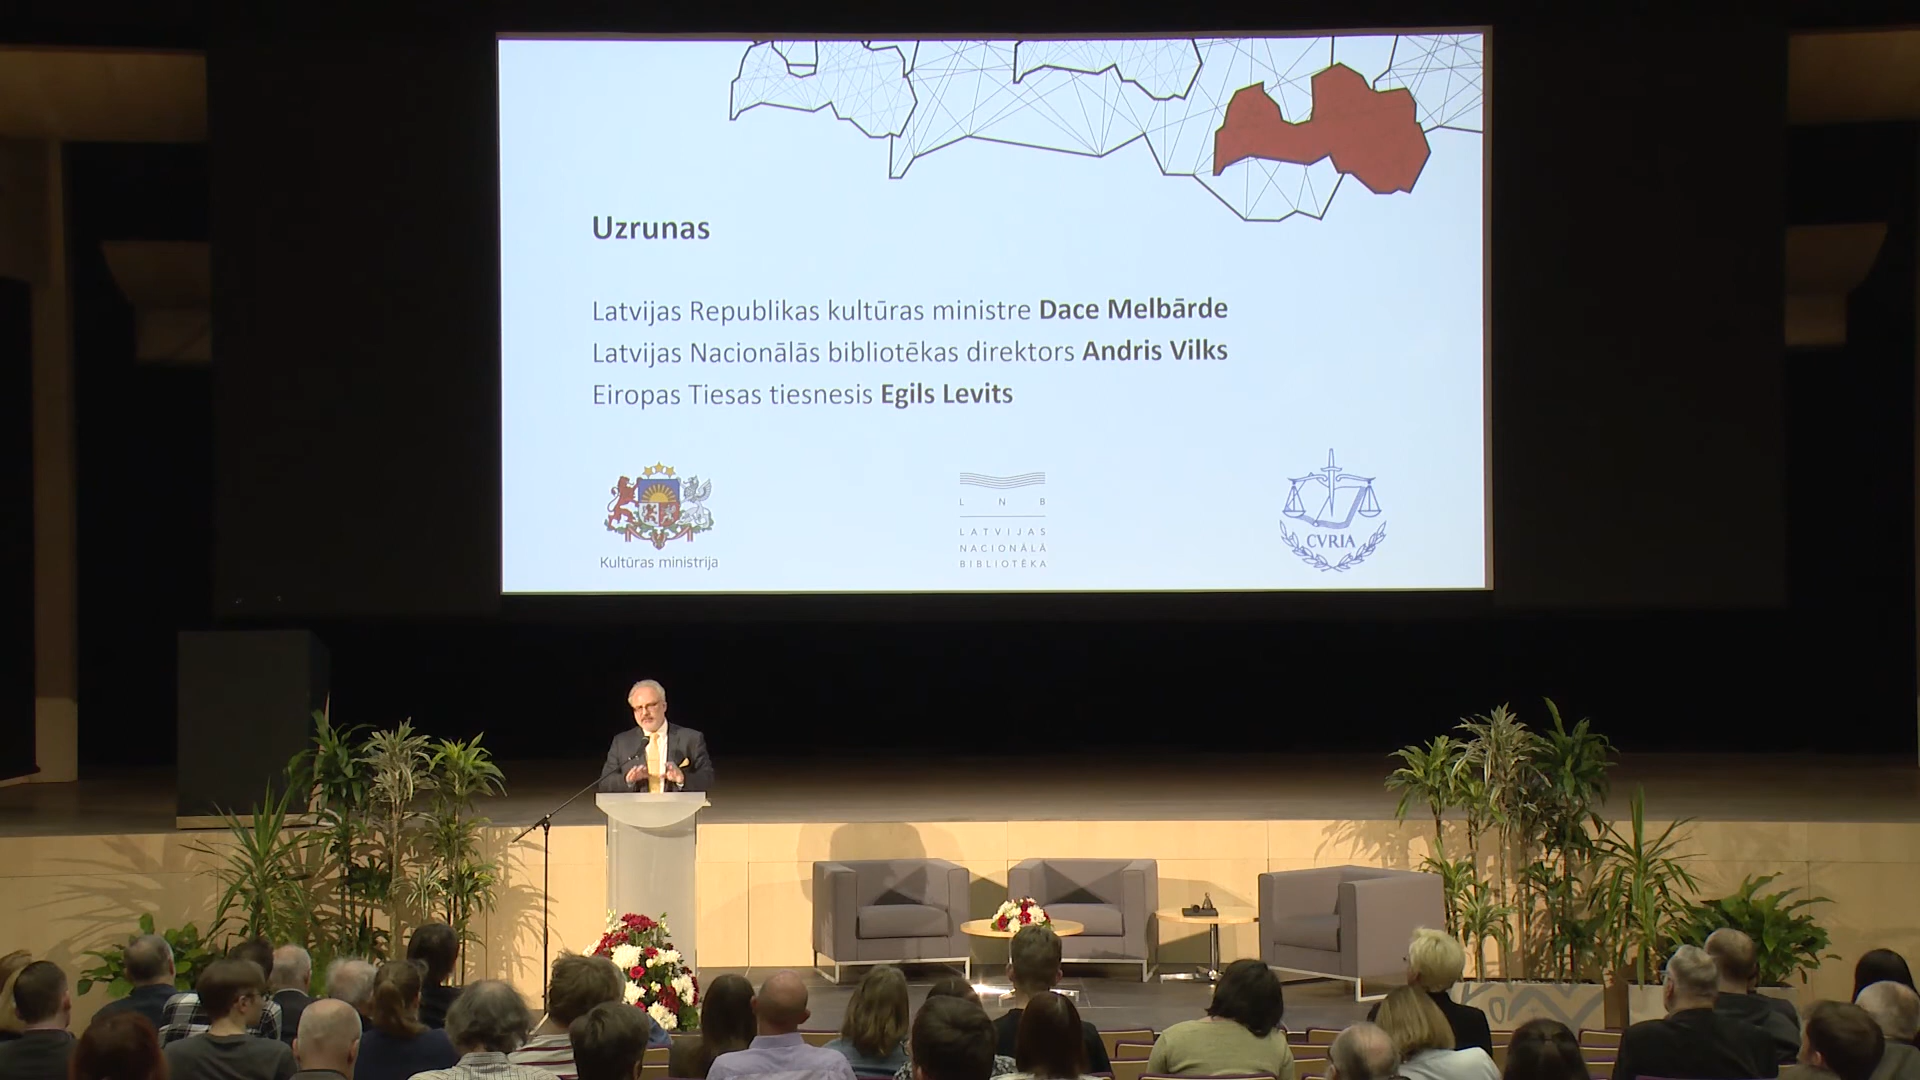 Uzrunas
Latvijas Republikas kultūras ministre Dace Melbārde
Latvijas Nacionālās bibliotēkas direktors Andris Vilks
Eiropas Tiesas tiesnesis Egils Levits
Kultūras ministrija
L N B
LATVIJAS
NACIONĀLĀ
BIBLIOTĒKA
CVRIA